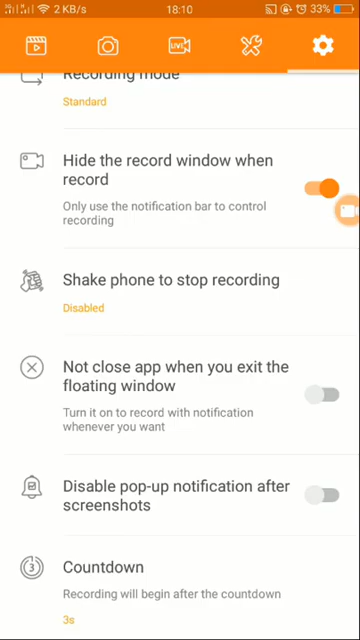 2 KB/s 18:10 33%
LIVE
Recording mode
Standard
Hide the record window when
record
Only use the notification bar to control
recording
Shake phone to stop recording
Disabled
Not close app when you exit the
floating window
Turn it on to record with notification
whenever you want
Disable pop-up notification after
screenshots
3
Countdown
Recording will begin after the countdown
3s